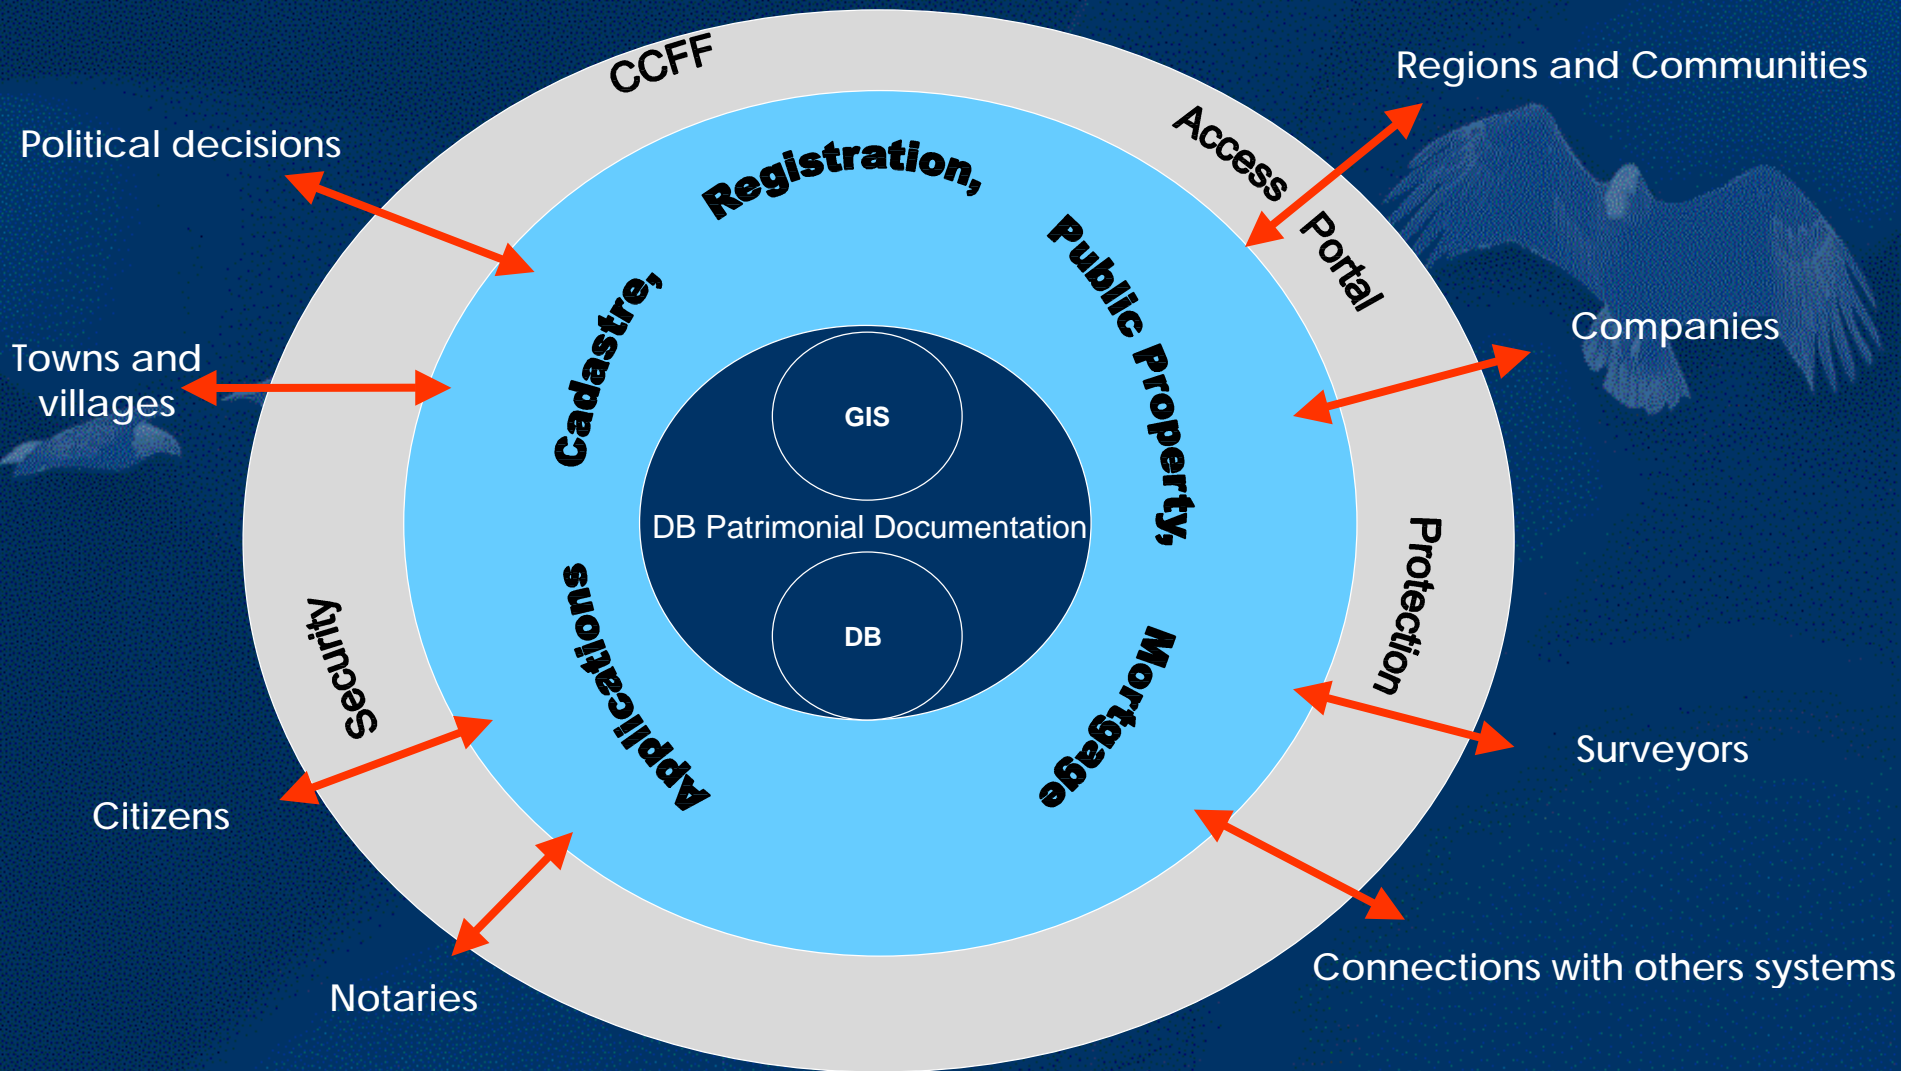 CCFF
Access Portal
Protection
Security
Regions and Communities
Political decisions
Registration,
Public Property,
Cadastre,
Mortgage
Applications
Companies
Towns and
villages
GIS
DB Patrimonial Documentation
DB
Surveyors
Citizens
Connections with others systems
Notaries